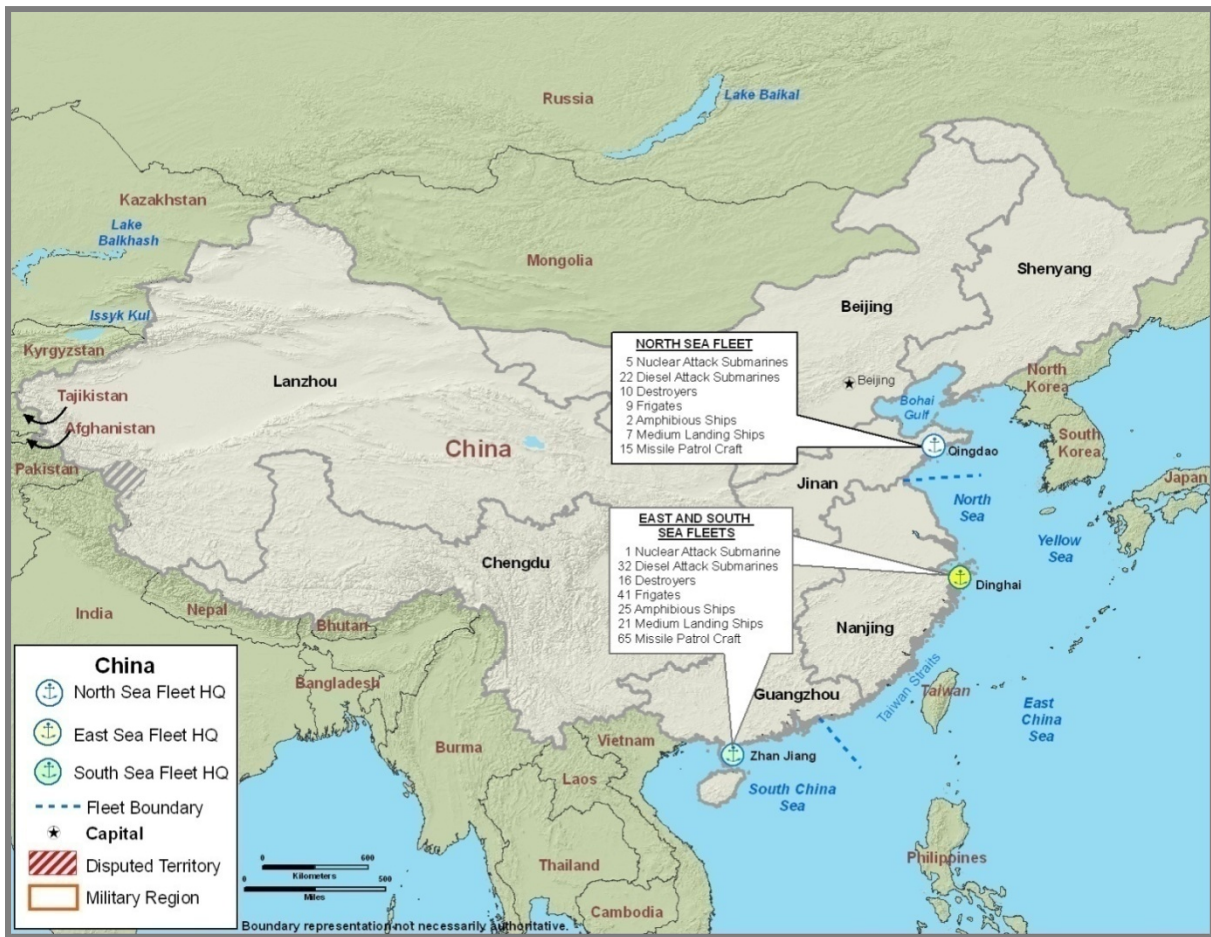 Russia
Lake Baikal
Kazakhstan
Lake
Balkhash
Mongolia
Shenyang
Beijing
Issyk Kul
Kyrgyzstan
NORTH SEA FLEET
5 Nuclear Attack Submarines
22 Diesel Attack Submarines
10 Destroyers
9 Frigates
2 Amphibious Ships
7 Medium Landing Ships
15 Missile Patrol Craft
Lanzhou
Beijing
North
Korea
Tajikistan
Bohai
Gulf
Afghanistan
China
South
Korea
Qingdao
Pakistan
Jinan
Japan
North
Sea
EAST AND SOUTH
SEA FLEETS
1 Nuclear Attack Submarine
32 Diesel Attack Submarines
16 Destroyers
41 Frigates
25 Amphibious Ships
21 Medium Landing Ships
65 Missile Patrol Craft
Yellow
Sea
Chengdu
Dinghai
India
Nepal
Bhutan
Nanjing
China
North Sea Fleet HQ
East Sea Fleet HQ
South Sea Fleet HQ
Fleet Boundary
Capital
Disputed Territory
Military Region
Bangladesh
Guangzhou
Taiwan Straits
Taiwan
East
China
Sea
Burma
Vietnam
Zhan Jiang
Laos
South China
Sea
Thailand
Philippines
Cambodia
0 600
Kilometers
0 500
Miles
Boundary representation not necessarily authoritative.